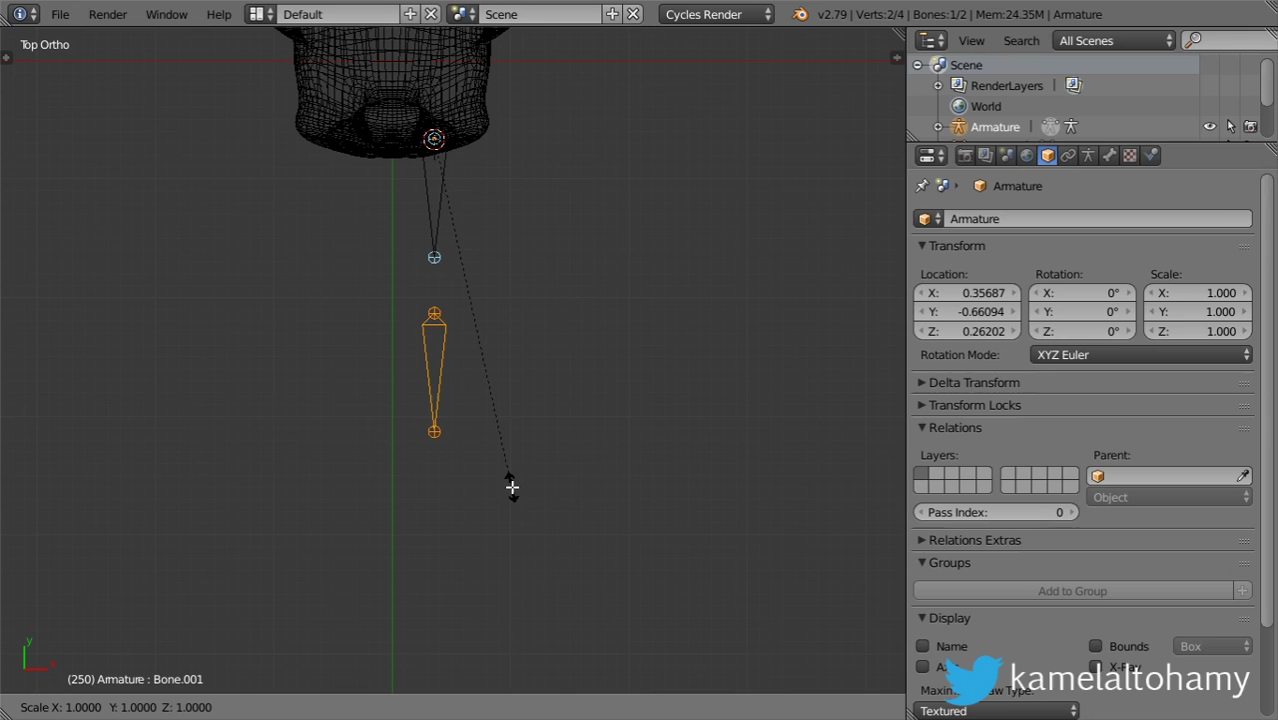 File Render Window Help Default Scene Cycles Render v2.79 | Verts:2/4 | Bones:1/2 | Mem:24.35M | Armature
Top Ortho
View Search All Scenes
Scene
RenderLayers
World
Armature
Armature
Armature
Transform
Location: Rotation: Scale:
X: 0.35687 X: 0° X: 1.000
Y: -0.66094 Y: 0° Y: 1.000
Z: 0.26202 Z: 0° Z: 1.000
Rotation Mode: XYZ Euler
Delta Transform
Transform Locks
Relations
Layers: Parent:
Object
Pass Index: 0
Relations Extras
Groups
Add to Group
Display
Name Bounds Box
kamelaltohamy
Textured
y
x
(250) Armature : Bone.001
Scale X: 1.0000 Y: 1.0000 Z: 1.0000